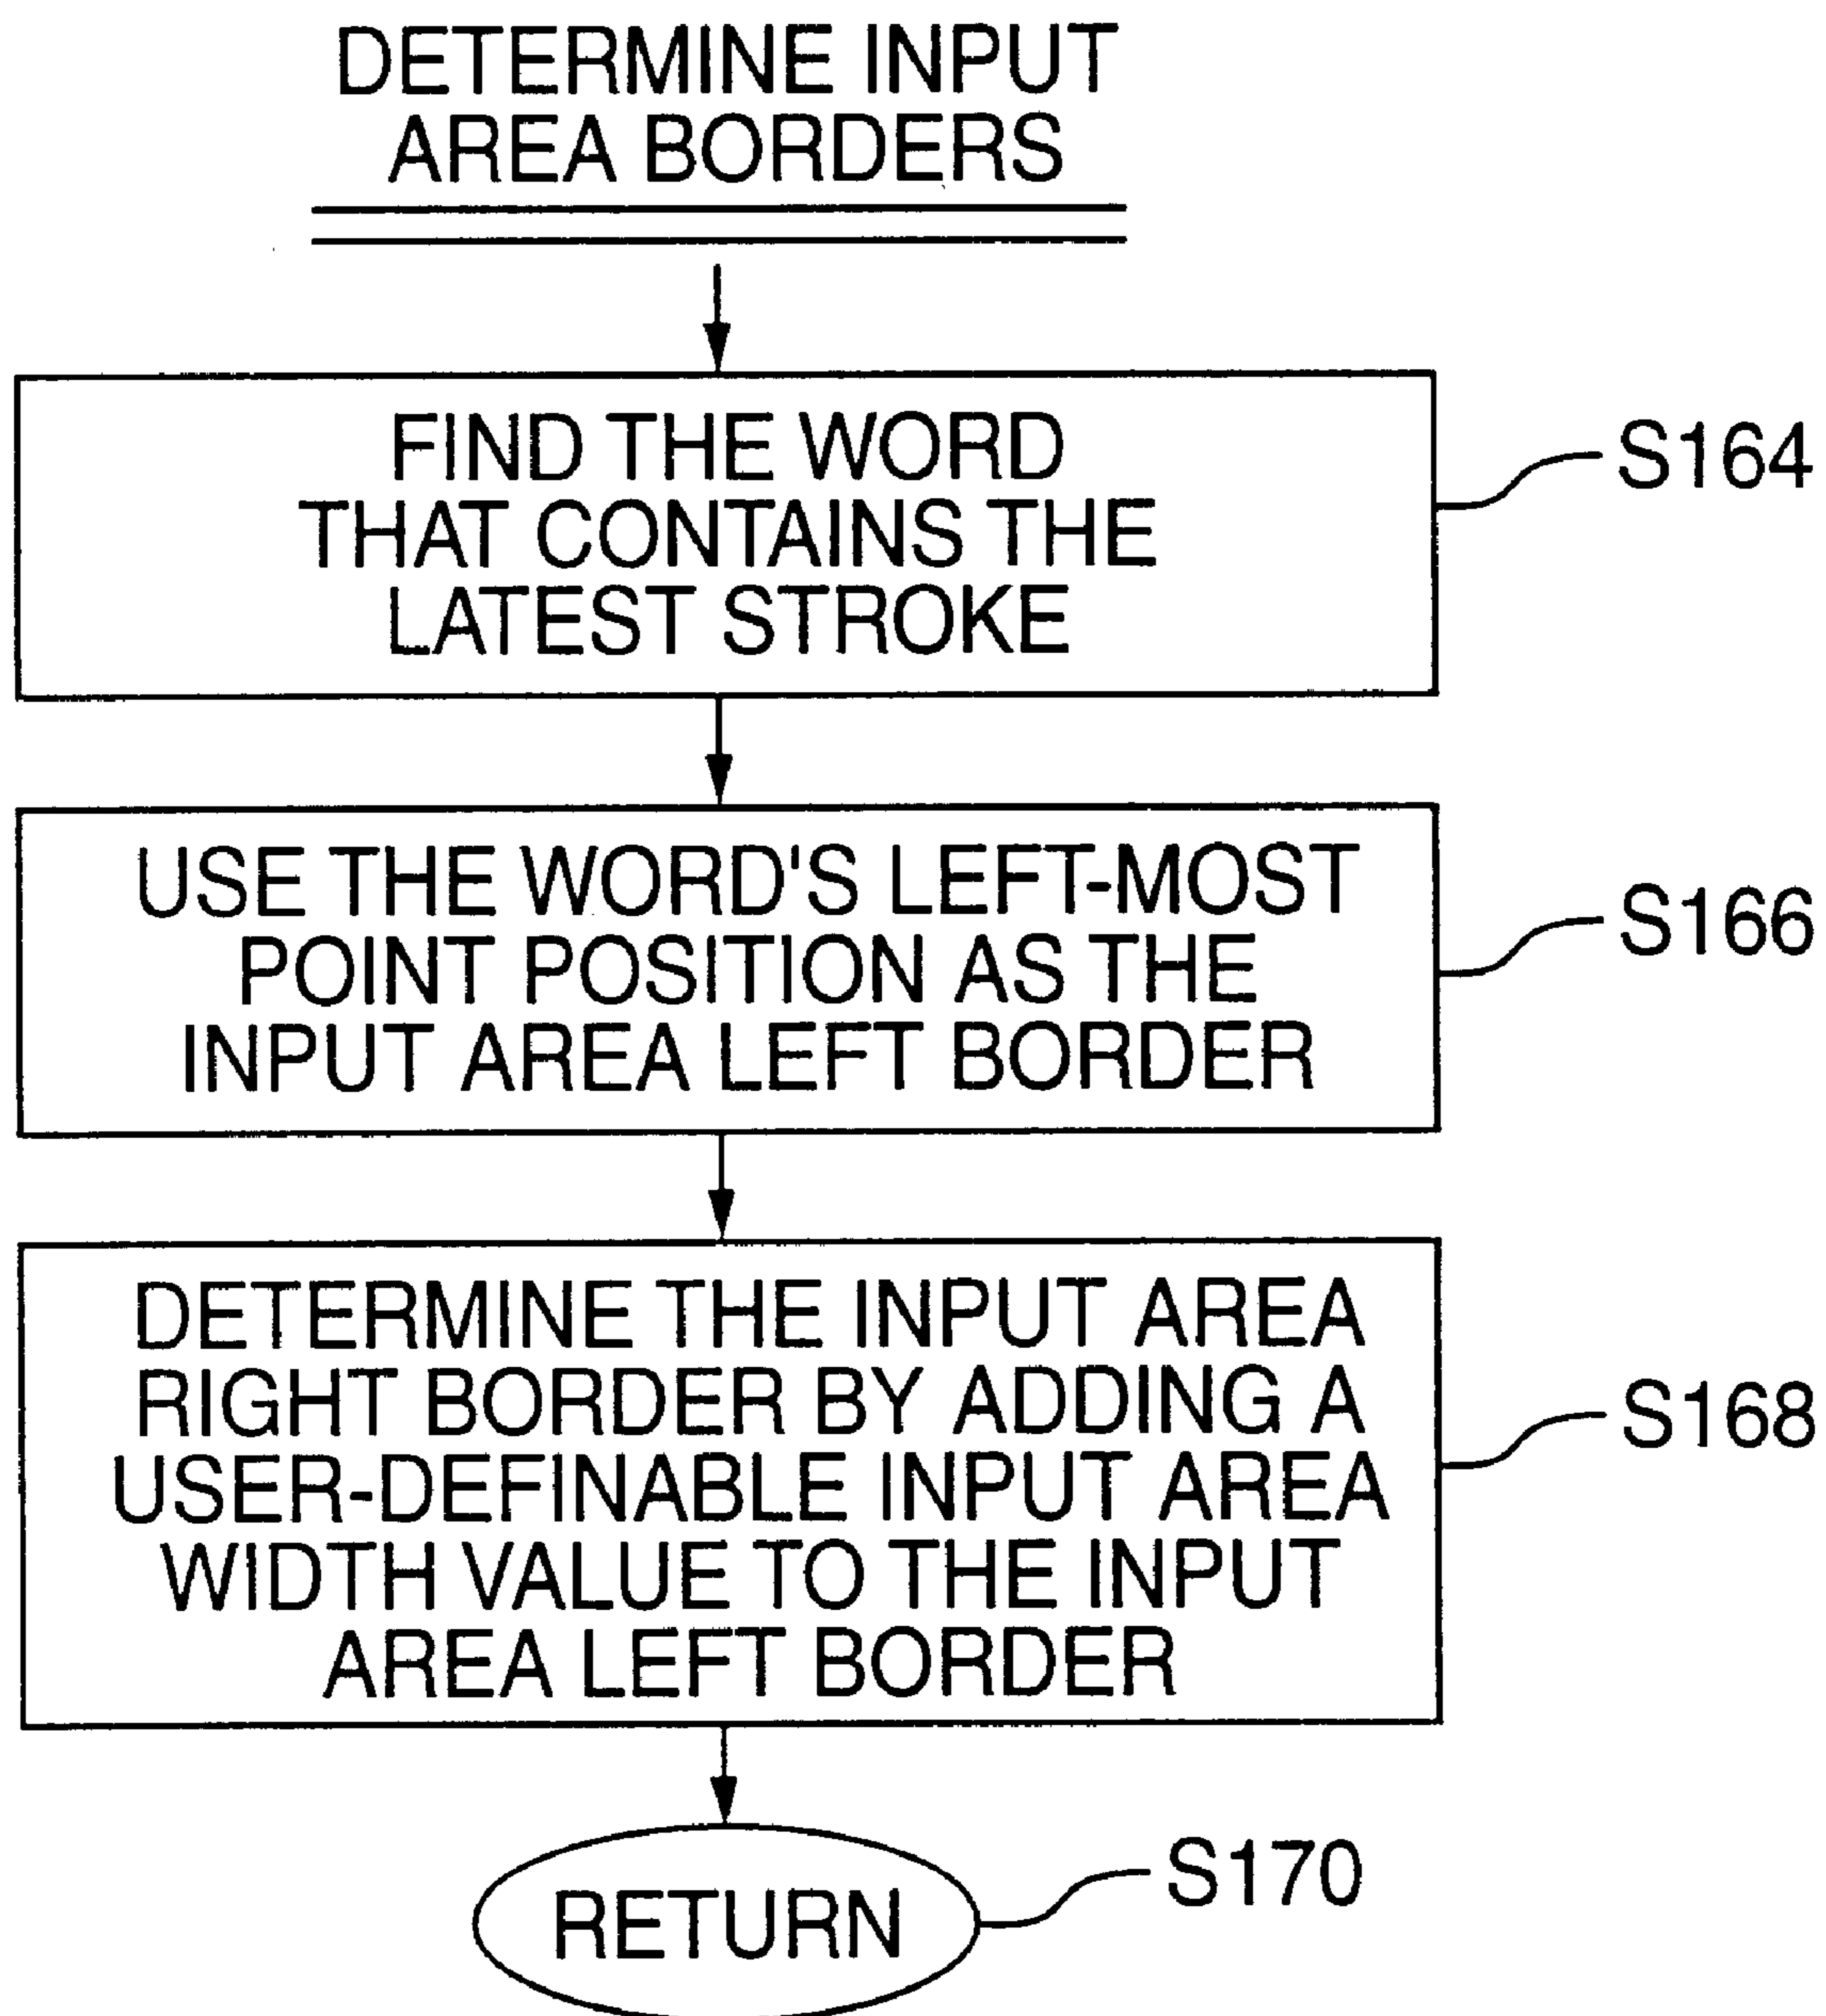 DETERMINE INPUT
AREA BORDERS
FIND THE WORD
THAT CONTAINS THE
LATEST STROKE
S164
USE THE WORD'S LEFT-MOST
POINT POSITION AS THE
INPUT AREA LEFT BORDER
S166
DETERMINE THE INPUT AREA
RIGHT BORDER BY ADDING A
USER-DEFINABLE INPUT AREA
WIDTH VALUE TO THE INPUT
AREA LEFT BORDER
S168
RETURN
S170